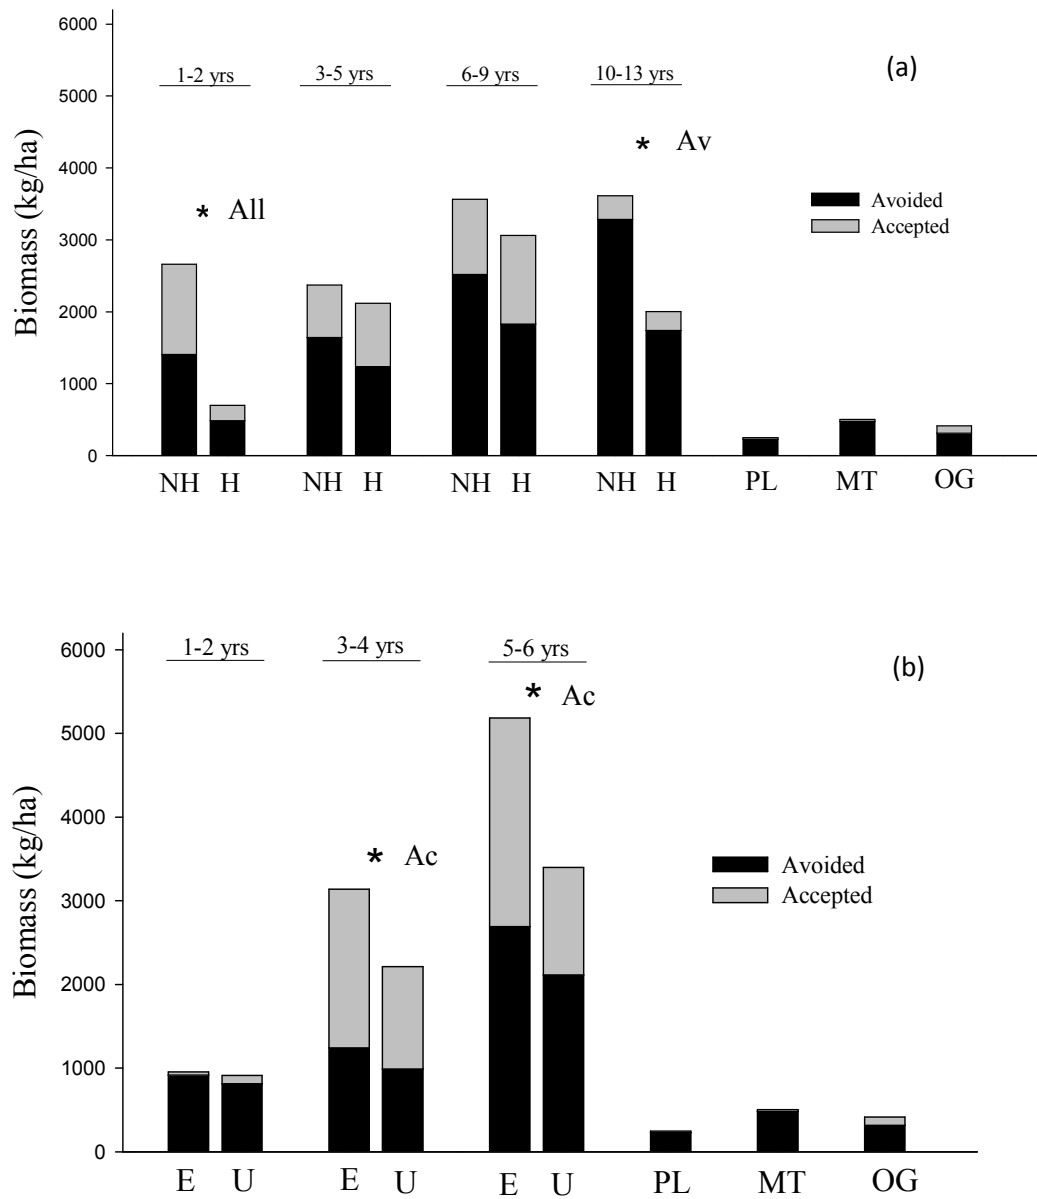 6000
1-2 yrs 3-5 yrs 6-9 yrs 10-13 yrs (a)
5000
* Av
4000
* All
Avoided
Accepted
3000
2000
1000
0
Biomass (kg/ha)
NH H NH H NH H NH H PL MT OG
6000
1-2 yrs 3-4 yrs 5-6 yrs (b)
* Ac
5000
4000
* Ac
Avoided
Accepted
3000
2000
1000
0
Biomass (kg/ha)
E U E U E U PL MT OG